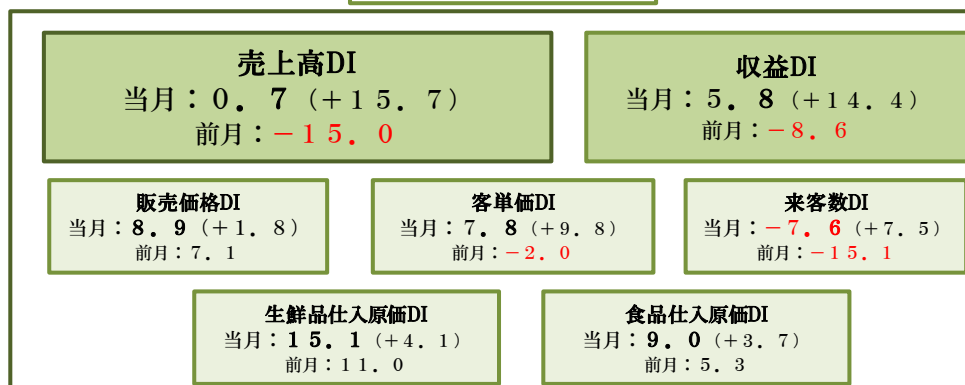 売上高DI
当月：０．７（＋１５．７）
前月：－１５．０
収益DI
当月：５．８（＋１４．４）
前月：－８．６
販売価格DI
当月：８．９（＋１．８）
前月：７．１
客単価DI
当月：７．８（＋９．８）
前月：－２．０
来客数DI
当月：－７．６（＋７．５）
前月：－１５．１
生鮮品仕入原価DI
当月：１５．１（＋４．１）
前月：１１．０
食品仕入原価DI
当月：９．０（＋３．７）
前月：５．３